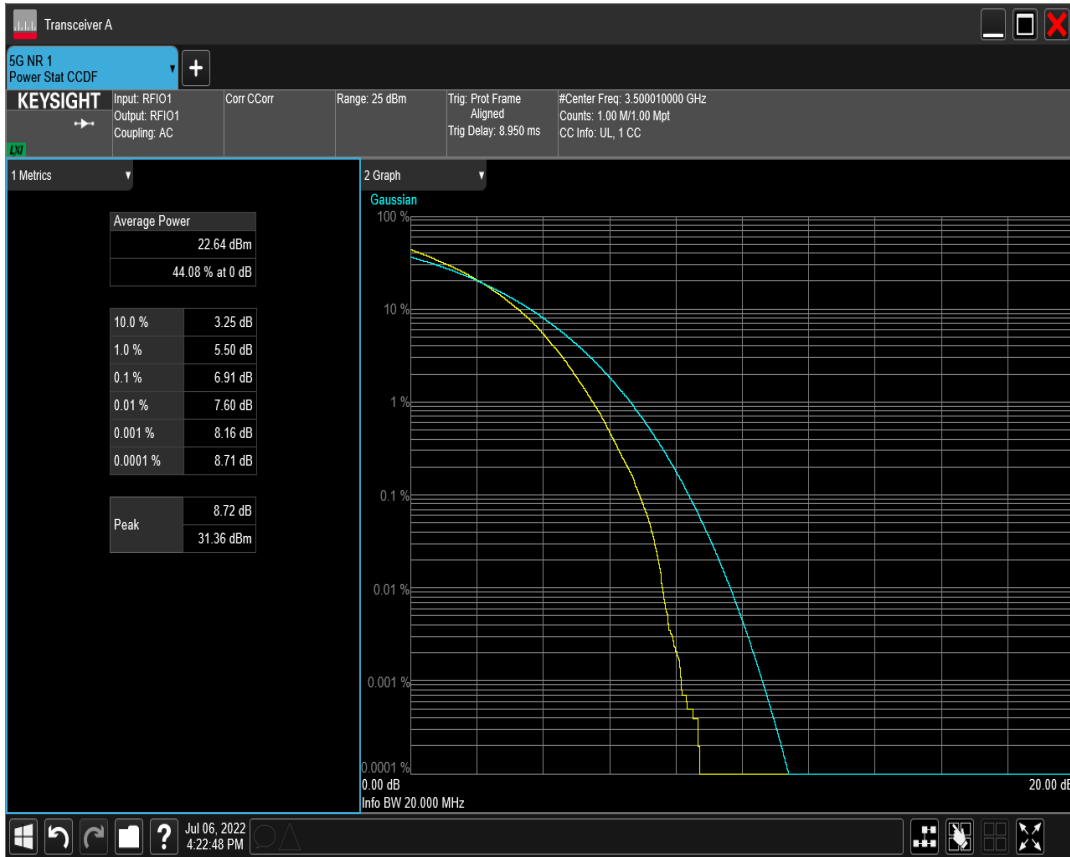 Transceiver A
5G NR 1
Power Stat CCDF
KEYSIGHT
LXI
Input: RFIO1
Output: RFIO1
Coupling: AC
Corr CCorr
Range: 25 dBm
Trig: Prot Frame
Aligned
Trig Delay: 8.950 ms
#Center Freq: 3.500010000 GHz
Counts: 1.00 M/1.00 Mpt
CC Info: UL, 1 CC
1 Metrics
Average Power
22.64 dBm
44.08 % at 0 dB
10.0 % 3.25 dB
1.0 % 5.50 dB
0.1 % 6.91 dB
0.01 % 7.60 dB
0.001 % 8.16 dB
0.0001 % 8.71 dB
Peak 8.72 dB
31.36 dBm
2 Graph
Gaussian
100 %
10 %
1 %
0.1 %
0.01 %
0.001 %
0.0001 %
0.00 dB 20.00 dB
Info BW 20.000 MHz
?
Jul 06, 2022
4:22:48 PM